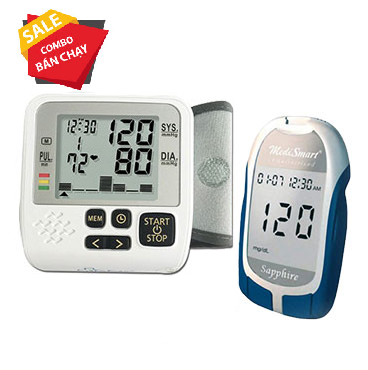 SALE
COMBO
BÁN CHẠY
12:30 120 SYS.
mmHg
M 1
PUL. 72 80 DIA.
mmHg
MEM START
STOP
MediSmart
01-07 12:30 AM
120
mg/dL
Sapphire